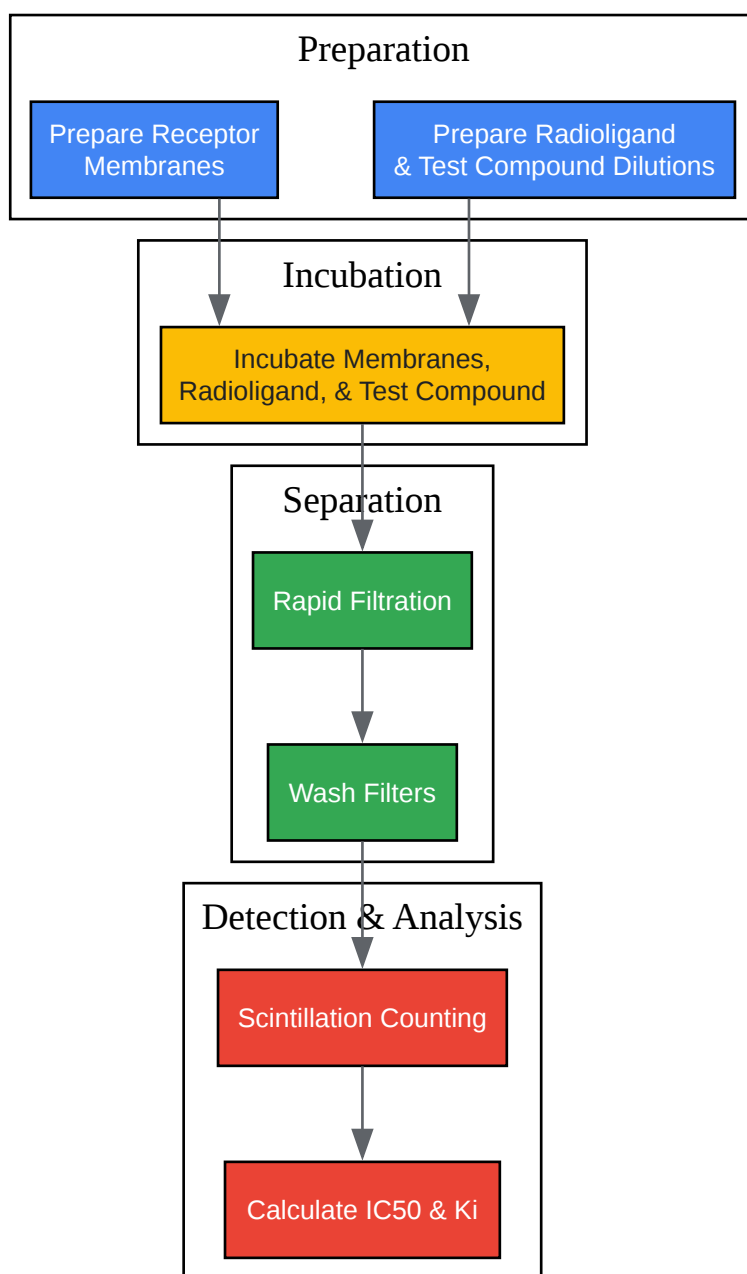 Preparation
Prepare Receptor
Membranes
Prepare Radioligand
& Test Compound Dilutions
Incubation
Incubate Membranes,
Radioligand, & Test Compound
Separation
Rapid Filtration
Wash Filters
Detection & Analysis
Scintillation Counting
Calculate IC50 & Ki